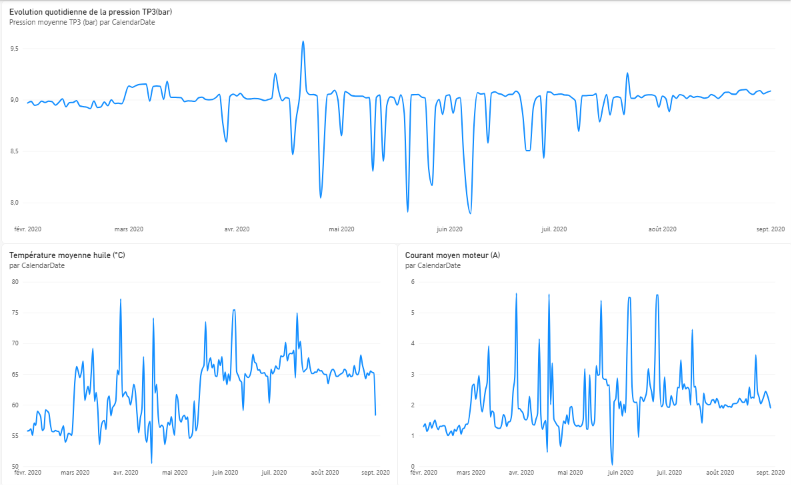 Evolution quotidienne de la pression TP3(bar)
Pression moyenne TP3 (bar) par CalendarDate
9,5
9,0
8,5
8,0
févr. 2020 mars 2020 avr. 2020 mai 2020 juin 2020 juil. 2020 août 2020 sept. 2020
Température moyenne huile (°C)
par CalendarDate
80
75
70
65
60
55
50
févr. 2020 mars 2020 avr. 2020 mai 2020 juin 2020 juil. 2020 août 2020 sept. 2020
Courant moyen moteur (A)
par CalendarDate
6
5
4
3
2
1
0
févr. 2020 mars 2020 avr. 2020 mai 2020 juin 2020 juil. 2020 août 2020 sept. 2020